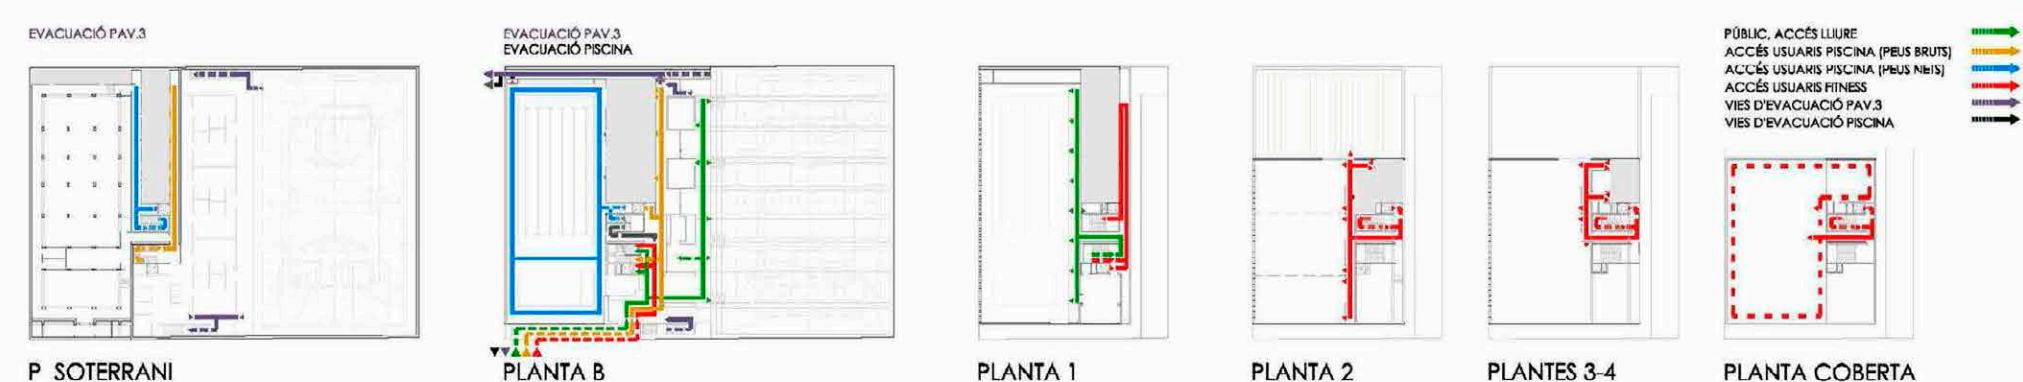 EVACUACIÓ PAV.3
EVACUACIÓ PAV.3
EVACUACIÓ PISCINA
PÚBLIC, ACCÉS LLIURE
ACCÉS USUARIS PISCINA (PEUS BRUTS)
ACCÉS USUARIS PISCINA (PEUS NETS)
ACCÉS USUARIS FITNESS
VIES D'EVACUACIÓ PAV.3
VIES D'EVACUACIÓ PISCINA
P SOTERRANI
PLANTA B
PLANTA 1
PLANTA 2
PLANTES 3-4
PLANTA COBERTA